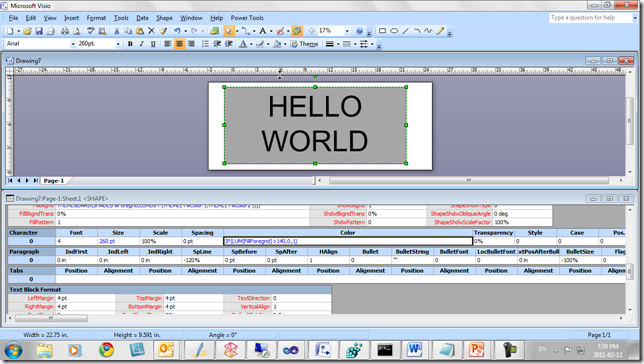 Microsoft Visio
File Edit View Insert Format Tools Data Shape Window Help Power Tools Type a question for help
17%
Arial 260pt. Theme
Drawing7
HELLO
WORLD
Page-1
Drawing7:Page-1:Sheet.1 <SHAPE>
FillBkgndTrans 0% ShdwBkgndTrans 0% ShapeShdwObliqueAngle 0 deg
FillPattern 1 ShdwPattern 0 ShapeShdwScaleFactor 100%
Character Font Size Spacing Color Transparency Style Case Pos.
0 4 260 pt 100% 0 pt IF(LUM(FillForegnd)>140,0,1) 0% 0 0 0
Paragraph IndFirst IndLeft IndRight SpLine SpBefore SpAfter HAlign Bullet BulletString BulletFont LocBulletFont xtPosAfterBull BulletSize Flag
0 0 in 0 in 0 in -120% 0 pt 0 pt 1 0 "" 0 0 0 in -100% 0
Tabs Position Alignment Position Alignment Position Alignment Position Alignment Position Alignment Position
0
Text Block Format
LeftMargin 4 pt TopMargin 4 pt TextDirection 0
RightMargin 4 pt BottomMargin 4 pt VerticalAlign 1
Width = 22.75 in. Height = 9.591 in. Angle = 0° Page 1/1
EN 7:59 PM
2011-02-12